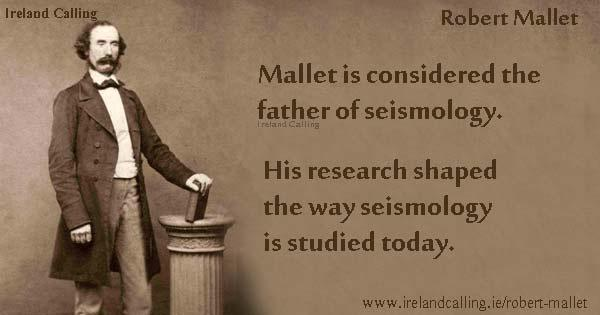 Ireland Calling
Robert Mallet
Mallet is considered the
father of seismology.
Ireland Calling
His research shaped
the way seismology
is studied today.
www.irelandcalling.ie/robert-mallet